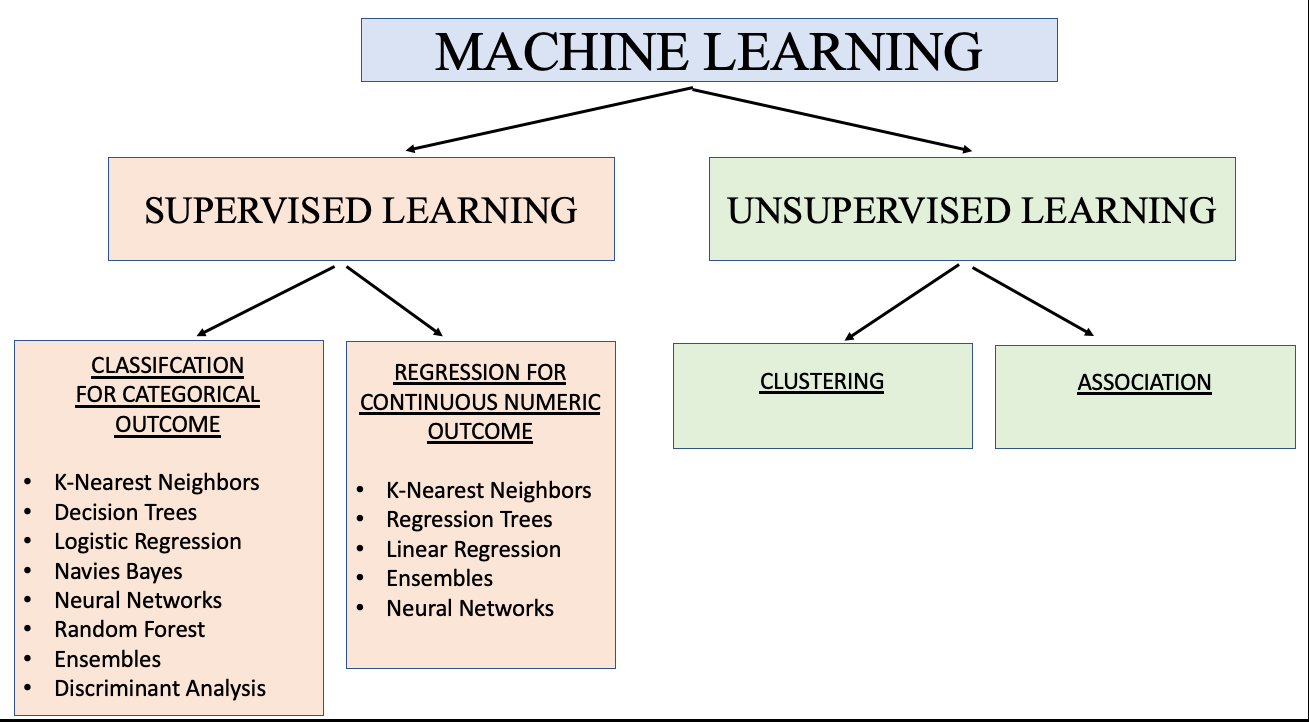 MACHINE LEARNING
SUPERVISED LEARNING
UNSUPERVISED LEARNING
CLASSIFCATION
FOR CATEGORICAL
OUTCOME
• K-Nearest Neighbors
• Decision Trees
• Logistic Regression
• Navies Bayes
• Neural Networks
• Random Forest
• Ensembles
• Discriminant Analysis
REGRESSION FOR
CONTINUOUS NUMERIC
OUTCOME
• K-Nearest Neighbors
• Regression Trees
• Linear Regression
• Ensembles
• Neural Networks
CLUSTERING
ASSOCIATION